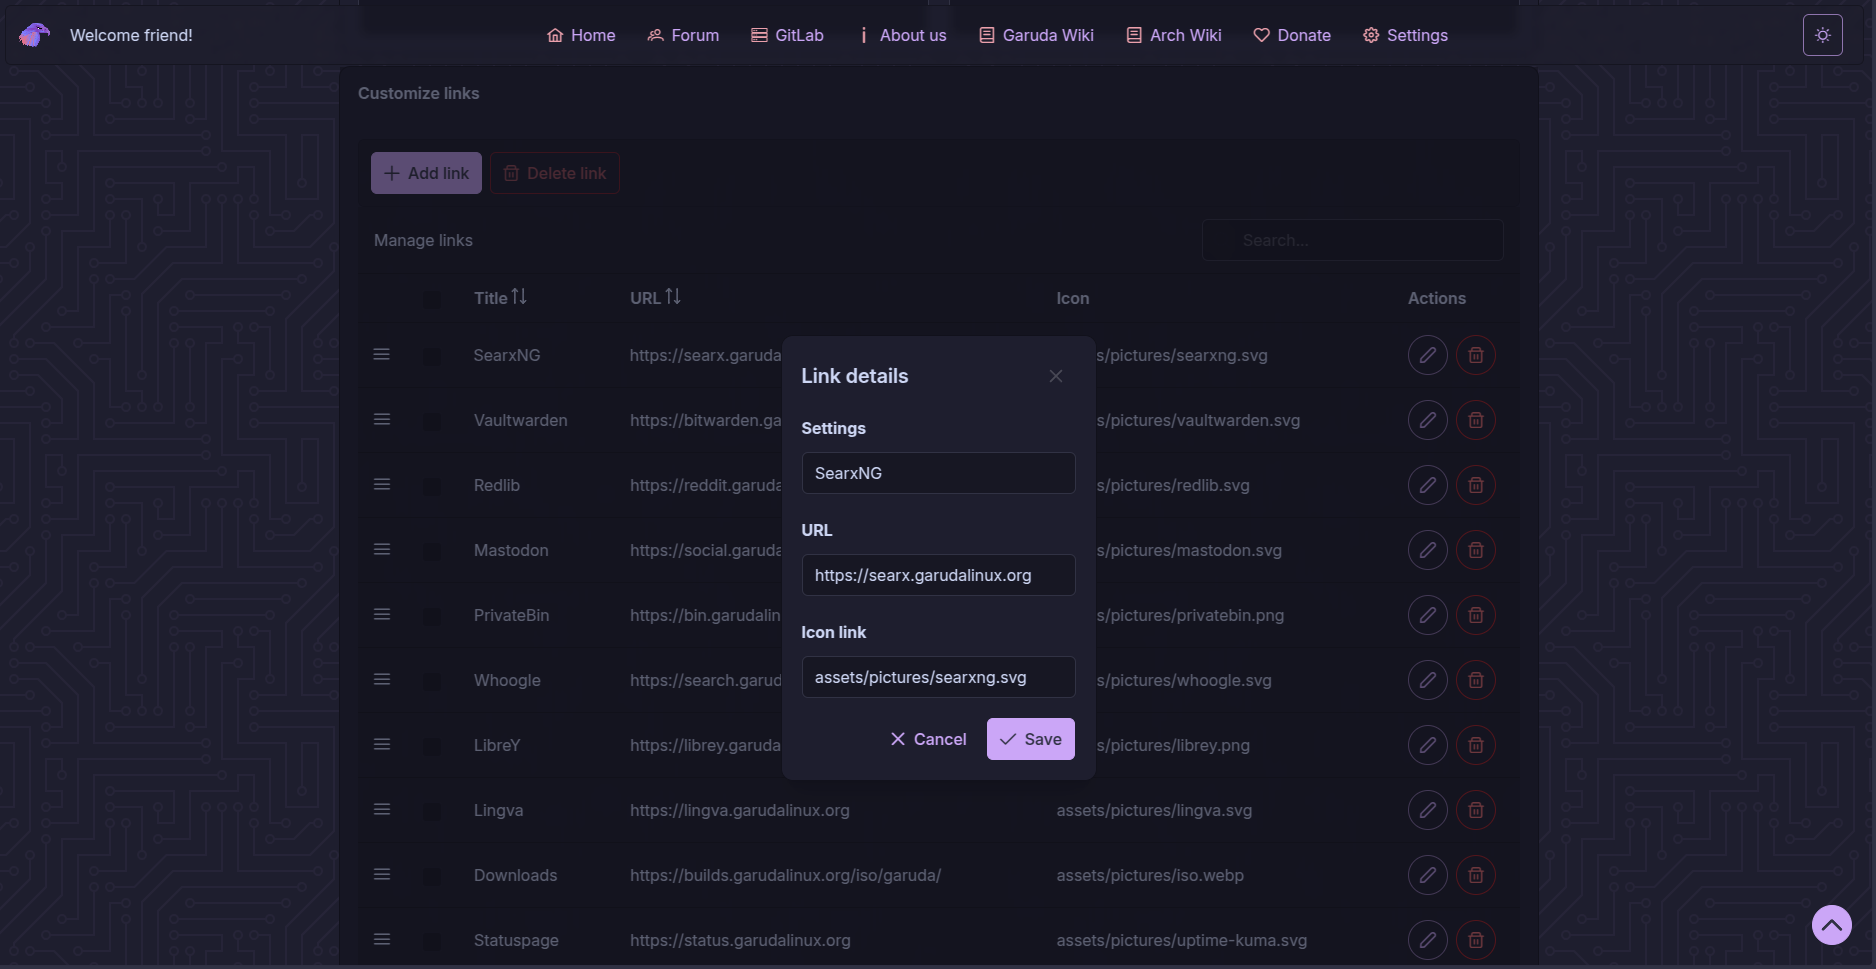 Welcome friend!
Home
Forum
GitLab
About us
Garuda Wiki
Arch Wiki
Donate
Settings
Customize links
Add link
Delete link
Manage links
Search...
Title
URL
Icon
Actions
SearxNG
https://searx.garuda
s/pictures/searxng.svg
Vaultwarden
https://bitwarden.ga
s/pictures/vaultwarden.svg
Redlib
https://reddit.garuda
s/pictures/redlib.svg
Mastodon
https://social.garuda
s/pictures/mastodon.svg
PrivateBin
https://bin.garudalin
s/pictures/privatebin.png
Whoogle
https://search.garud
s/pictures/whoogle.svg
LibreY
https://librey.garuda
s/pictures/librey.png
Lingva
https://lingva.garudalinux.org
assets/pictures/lingva.svg
Downloads
https://builds.garudalinux.org/iso/garuda/
assets/pictures/iso.webp
Statuspage
https://status.garudalinux.org
assets/pictures/uptime-kuma.svg
Link details
Settings
SearxNG
URL
https://searx.garudalinux.org
Icon link
assets/pictures/searxng.svg
Cancel
Save